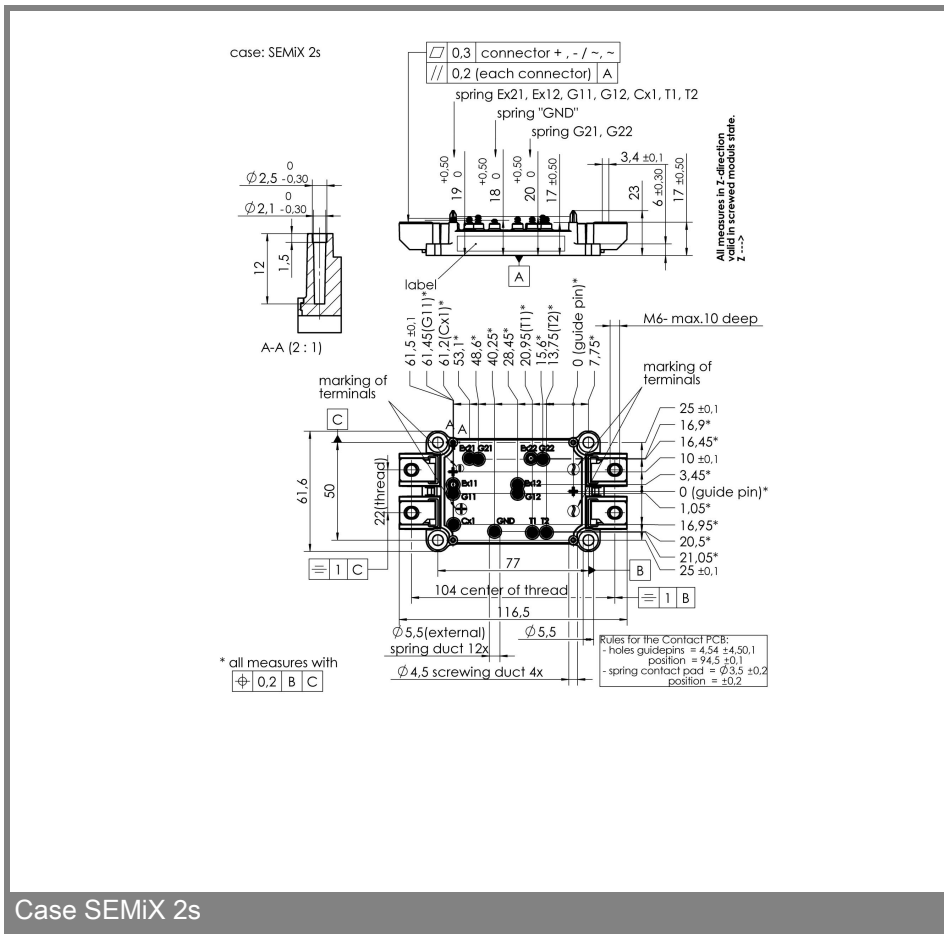 case: SEMiX 2s
0,3 connector + , - / ~, ~
// 0,2 (each connector) A
spring Ex21, Ex12, G11, G12, Cx1, T1, T2
spring "GND"
spring G21, G22
All measures in Z-direction
valid in screwed moduls state.
Z --->
0
Ø 2,5 -0,30
0
Ø 2,1 -0,30
12
1,5
A-A (2 : 1)
+0,50
19 0
+0,50
18 0
+0,50
20 0
17 ±0,50
3,4 ±0,1
23
6 ±0,30
17 ±0,50
label
A
61,5 ±0,1
61,45(G11)*
61,2(Cx1)*
53,1*
48,6*
40,25*
28,45*
20,95(T1)*
15,6*
13,75(T2)*
0 (guide pin)*
7,75*
M6- max.10 deep
marking of
terminals
marking of
terminals
C
A A
Ex21 G21 Ex22 G22
Ex11 Ex12
G11 G12
Cx1 GND T1 T2
61,6
50
22(thread)
25 ±0,1
16,9*
16,45*
10 ±0,1
3,45*
0 (guide pin)*
1,05*
16,95*
20,5*
21,05*
25 ±0,1
1 C
77
B
104 center of thread
1 B
116,5
Ø 5,5(external)
spring duct 12x
Ø 5,5
Ø 4,5 screwing duct 4x
* all measures with
0,2 B C
Rules for the Contact PCB:
- holes guidepins = 4,54 ±4,50,1
position = 94,5 ±0,1
- spring contact pad = Ø3,5 ±0,2
position = ±0,2
Case SEMiX 2s